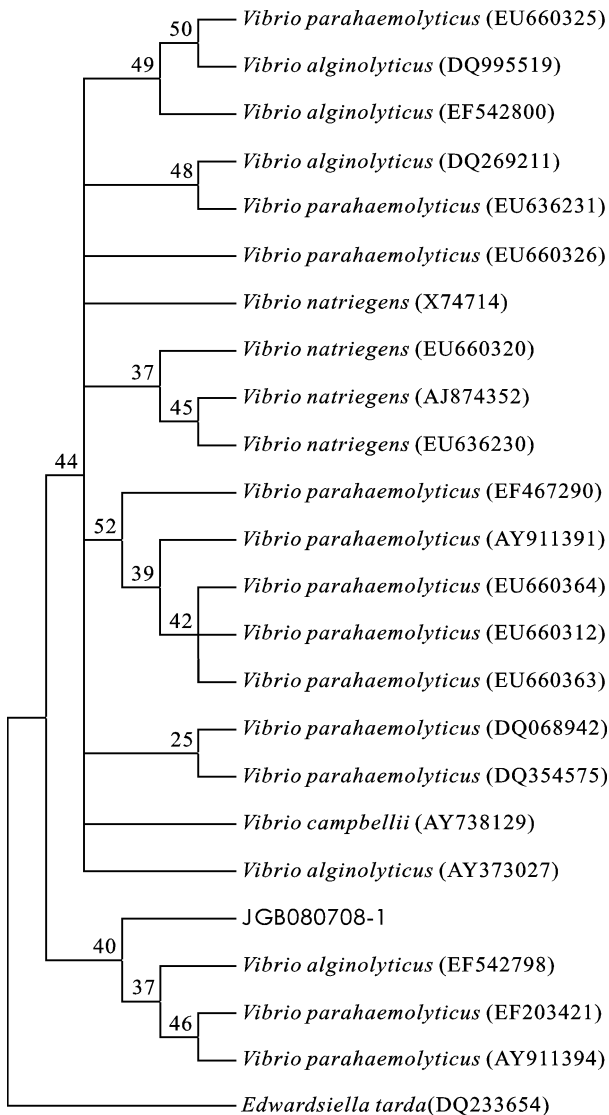 50 Vibrio parahaemolyticus (EU660325)
49 Vibrio alginolyticus (DQ995519)
Vibrio alginolyticus (EF542800)
48 Vibrio alginolyticus (DQ269211)
Vibrio parahaemolyticus (EU636231)
Vibrio parahaemolyticus (EU660326)
Vibrio natriegens (X74714)
37 Vibrio natriegens (EU660320)
45 Vibrio natriegens (AJ874352)
Vibrio natriegens (EU636230)
44
52 Vibrio parahaemolyticus (EF467290)
39 Vibrio parahaemolyticus (AY911391)
42 Vibrio parahaemolyticus (EU660364)
Vibrio parahaemolyticus (EU660312)
Vibrio parahaemolyticus (EU660363)
25 Vibrio parahaemolyticus (DQ068942)
Vibrio parahaemolyticus (DQ354575)
Vibrio campbellii (AY738129)
Vibrio alginolyticus (AY373027)
40 JGB080708-1
37 Vibrio alginolyticus (EF542798)
46 Vibrio parahaemolyticus (EF203421)
Vibrio parahaemolyticus (AY911394)
Edwardsiella tarda(DQ233654)